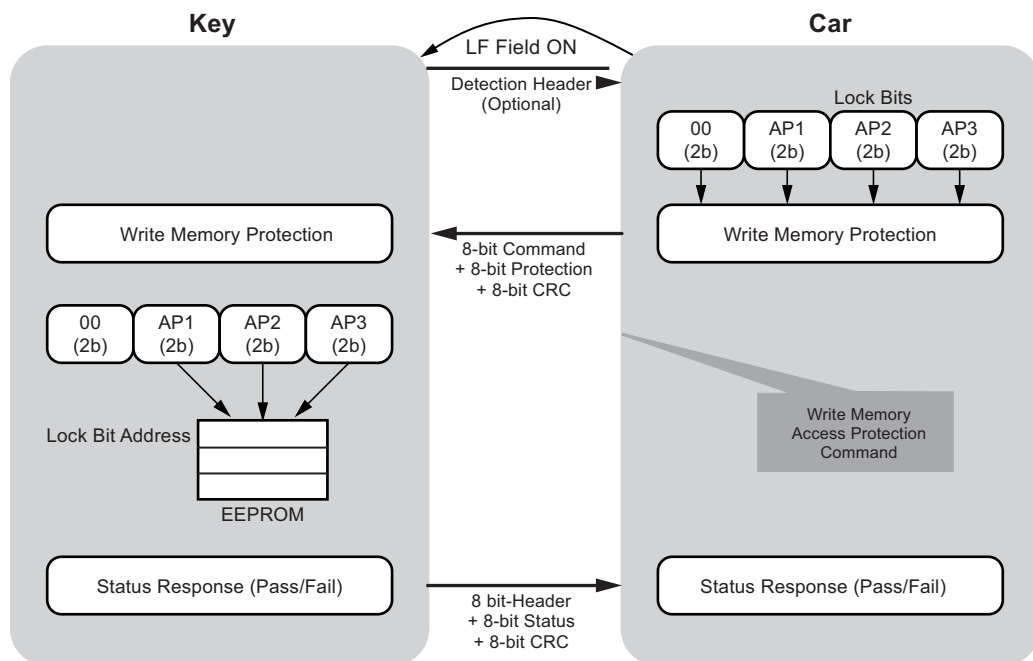 Key
Car
LF Field ON
Detection Header
(Optional)
Lock Bits
00
(2b)
AP1
(2b)
AP2
(2b)
AP3
(2b)
Write Memory Protection
Write Memory Protection
8-bit Command
+ 8-bit Protection
+ 8-bit CRC
00
(2b)
AP1
(2b)
AP2
(2b)
AP3
(2b)
Lock Bit Address
EEPROM
Write Memory
Access Protection
Command
Status Response (Pass/Fail)
Status Response (Pass/Fail)
8 bit-Header
+ 8-bit Status
+ 8-bit CRC